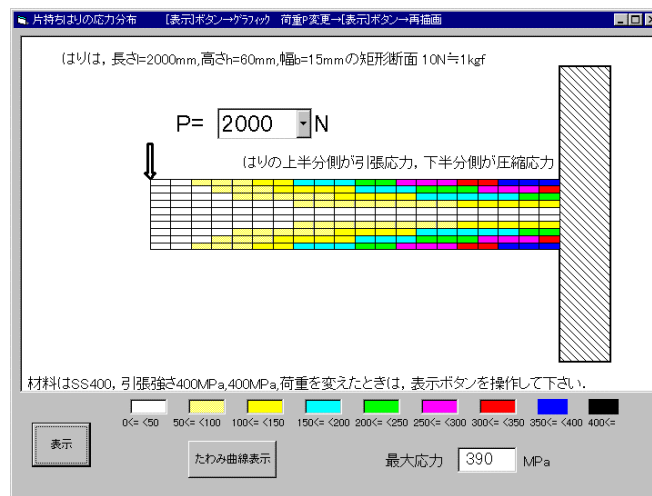 片持ちはりの応力分布　[表示]ボタン→グラフィック　荷重P変更→[表示]ボタン→再描画
はりは，長さl=2000mm,高さh=60mm,幅b=15mmの矩形断面 10N≒1kgf
P= 2000 N
はりの上半分側が引張応力，下半分側が圧縮応力
材料はSS400，引張強さ400MPa,400MPa,荷重を変えたときは，表示ボタンを操作して下さい．
0<= <50 50<= <100 100<= <150 150<= <200 200<= <250 250<= <300 300<= <350 350<= <400 400<=
表示
たわみ曲線表示
最大応力 390 MPa